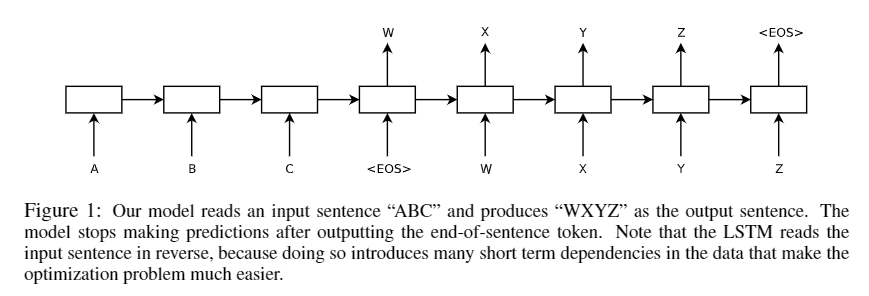 W X Y Z <EOS>
A B C <EOS> W X Y Z
Figure 1: Our model reads an input sentence “ABC” and produces “WXYZ” as the output sentence. The
model stops making predictions after outputting the end-of-sentence token. Note that the LSTM reads the
input sentence in reverse, because doing so introduces many short term dependencies in the data that make the
optimization problem much easier.